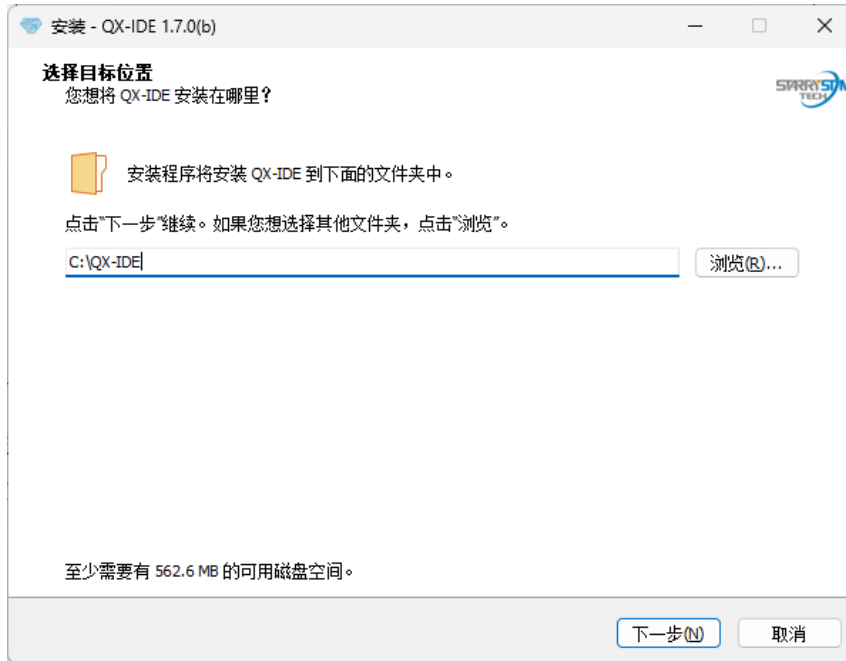 安装 - QX-IDE 1.7.0(b)
选择目标位置
您想将 QX-IDE 安装在哪里？
STARRY SUN
TECH
安装程序将安装 QX-IDE 到下面的文件夹中。
点击“下一步”继续。如果您想选择其他文件夹，点击“浏览”。
C:\QX-IDE
浏览(R)...
至少需要有 562.6 MB 的可用磁盘空间。
下一步(N)
取消